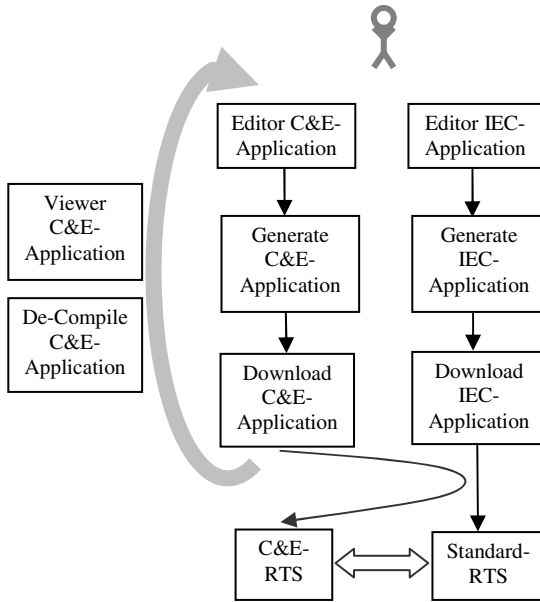 Editor C&E-
Application
Editor IEC-
Application
Viewer
C&E-
Application
Generate
C&E-
Application
Generate
IEC-
Application
De-Compile
C&E-
Application
Download
C&E-
Application
Download
IEC-
Application
C&E-
RTS
Standard-
RTS